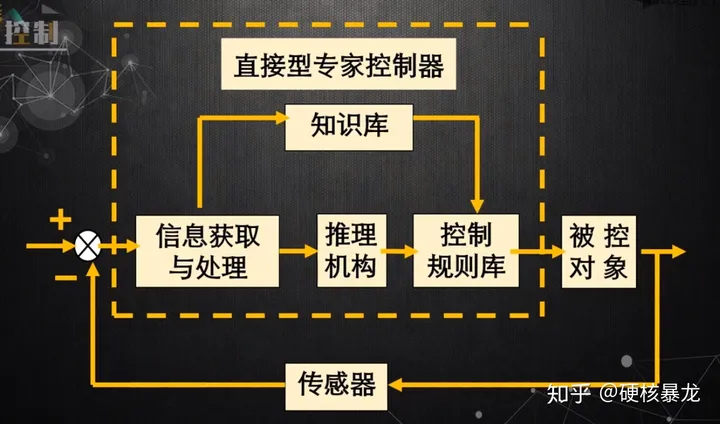 控制
直接型专家控制器
知识库
+
信息获取
与处理
推理
机构
控制
规则库
被 控
对 象
−
传感器
知乎 @硬核暴龙